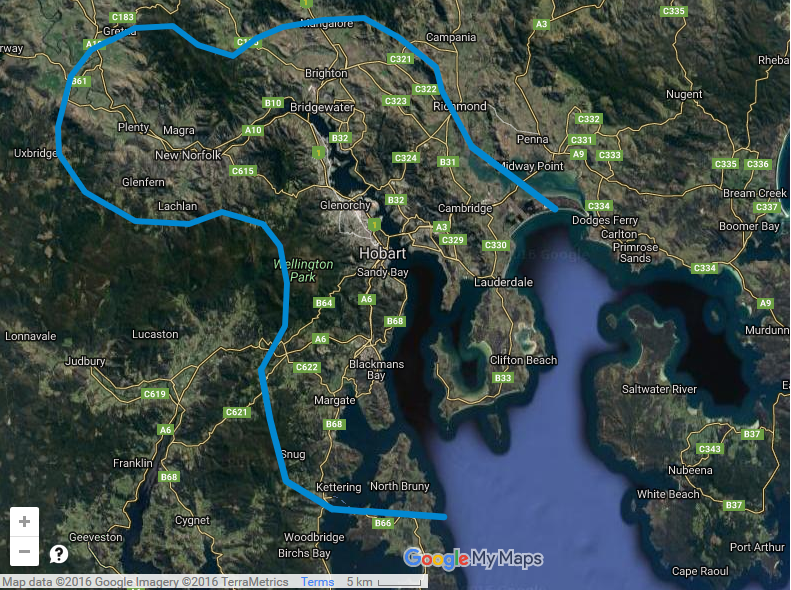 C183
1
Mangalore
A3
C335
Gretna
Campania
C321
Brighton
C322
B61
C323
Nugent
B10
Bridgewater
Richmond
Plenty
Magra
A10
B32
C332
Penna
C331
1
Uxbridge
New Norfolk
C324
B31
A9
C333
C615
Midway Point
C335
C336
Glenfern
Bream Creek
Lachlan
Glenorchy
B32
Cambridge
C334
C337
1
A3
Dodges Ferry
C329
C330
Carlton
Boomer Bay
Hobart
Primrose
Sands
Wellington
Park
Sandy Bay
C334
Lauderdale
B64
A6
A9
B68
Lonnavale
Lucaston
A6
Judbury
Clifton Beach
C622
Blackmans
Bay
B33
C619
Saltwater River
Margate
C621
A6
B68
B37
C343
Snug
Franklin
B68
Nubeena
Kettering
North Bruny
White Beach
B37
Cygnet
B66
Geeveston
Woodbridge
Birchs Bay
Port Arthur
Google My Maps
Cape Raoul
+
−
?
Map data ©2016 Google Imagery ©2016 TerraMetrics Terms 5 km